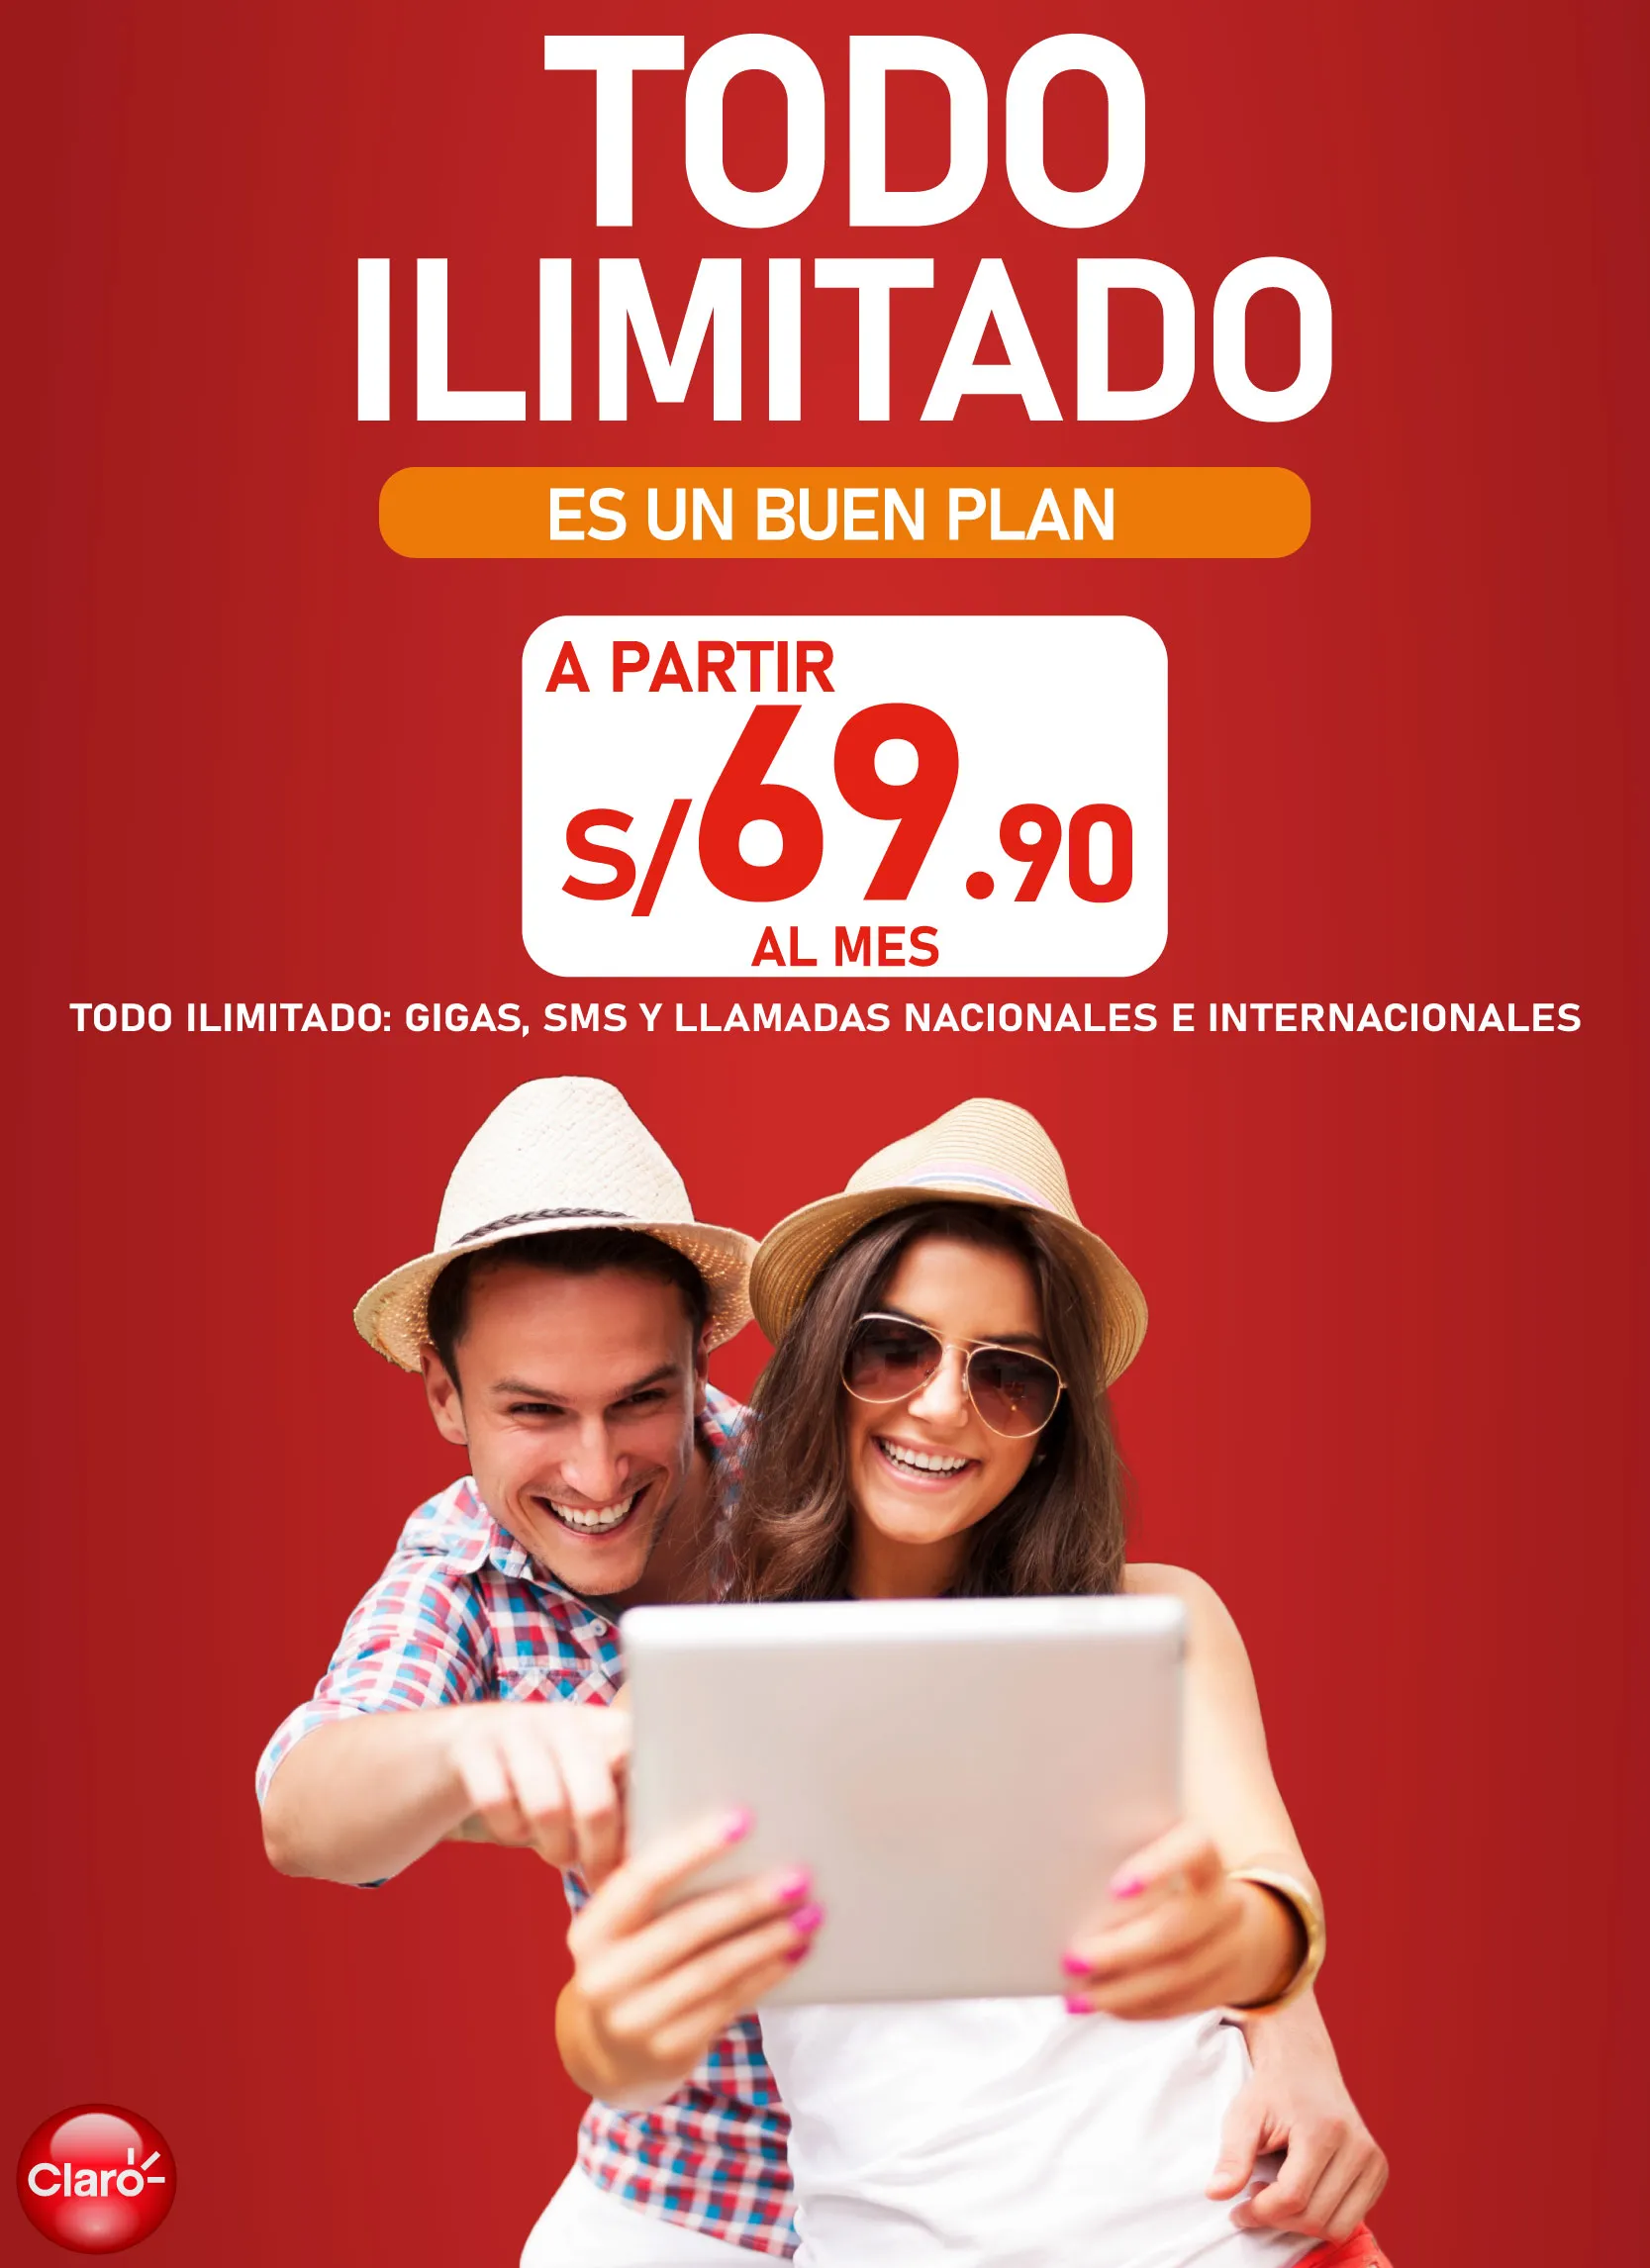 TODO
ILIMITADO
ES UN BUEN PLAN
A PARTIR
S/69.90
AL MES
TODO ILIMITADO: GIGAS, SMS Y LLAMADAS NACIONALES E INTERNACIONALES
Claro